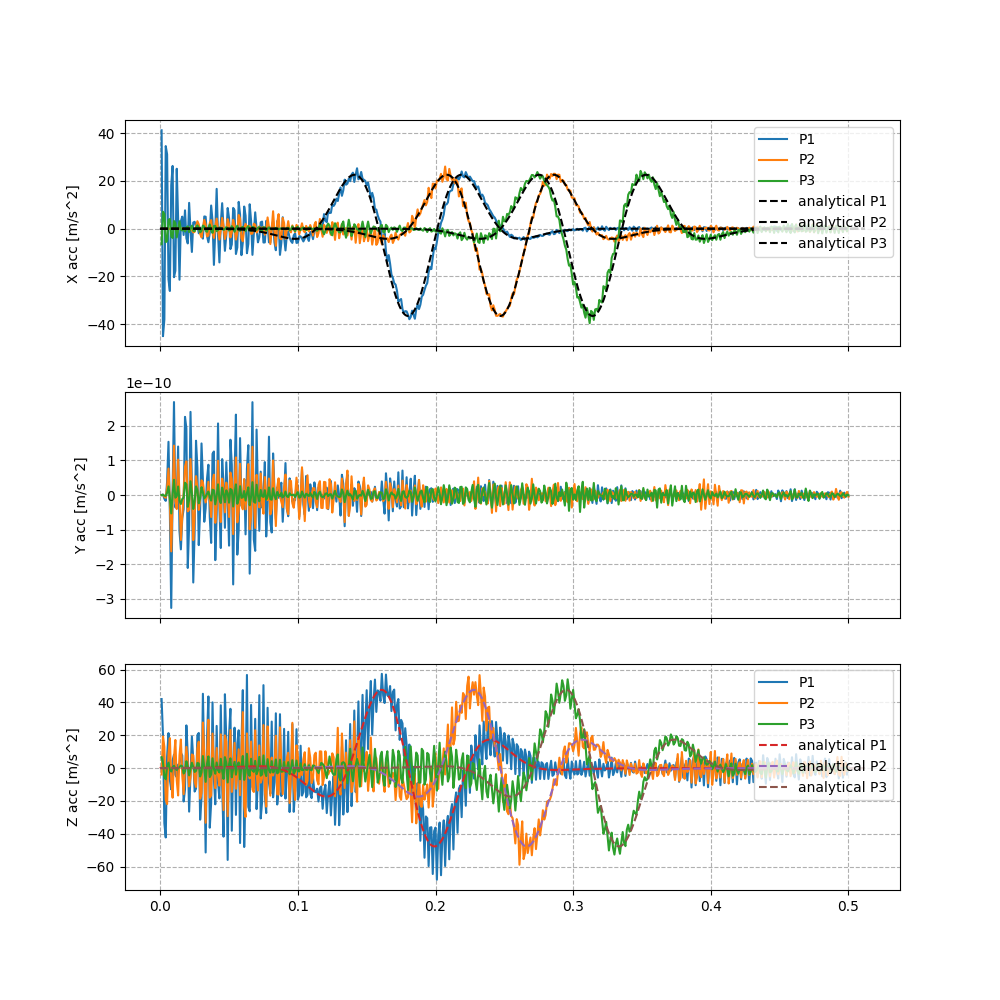 X acc [m/s^2]
40
20
0
−20
−40
P1
P2
P3
analytical P1
analytical P2
analytical P3
1e−10
Y acc [m/s^2]
2
1
0
−1
−2
−3
Z acc [m/s^2]
60
40
20
0
−20
−40
−60
P1
P2
P3
analytical P1
analytical P2
analytical P3
0.0 0.1 0.2 0.3 0.4 0.5